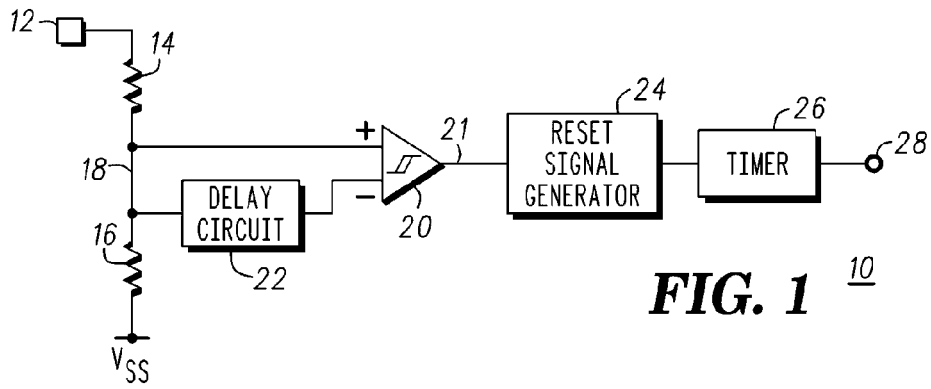 12
14
18
16
V_SS
DELAY
CIRCUIT
22
+
−
20
21
24
RESET
SIGNAL
GENERATOR
26
TIMER
28
FIG. 1
10